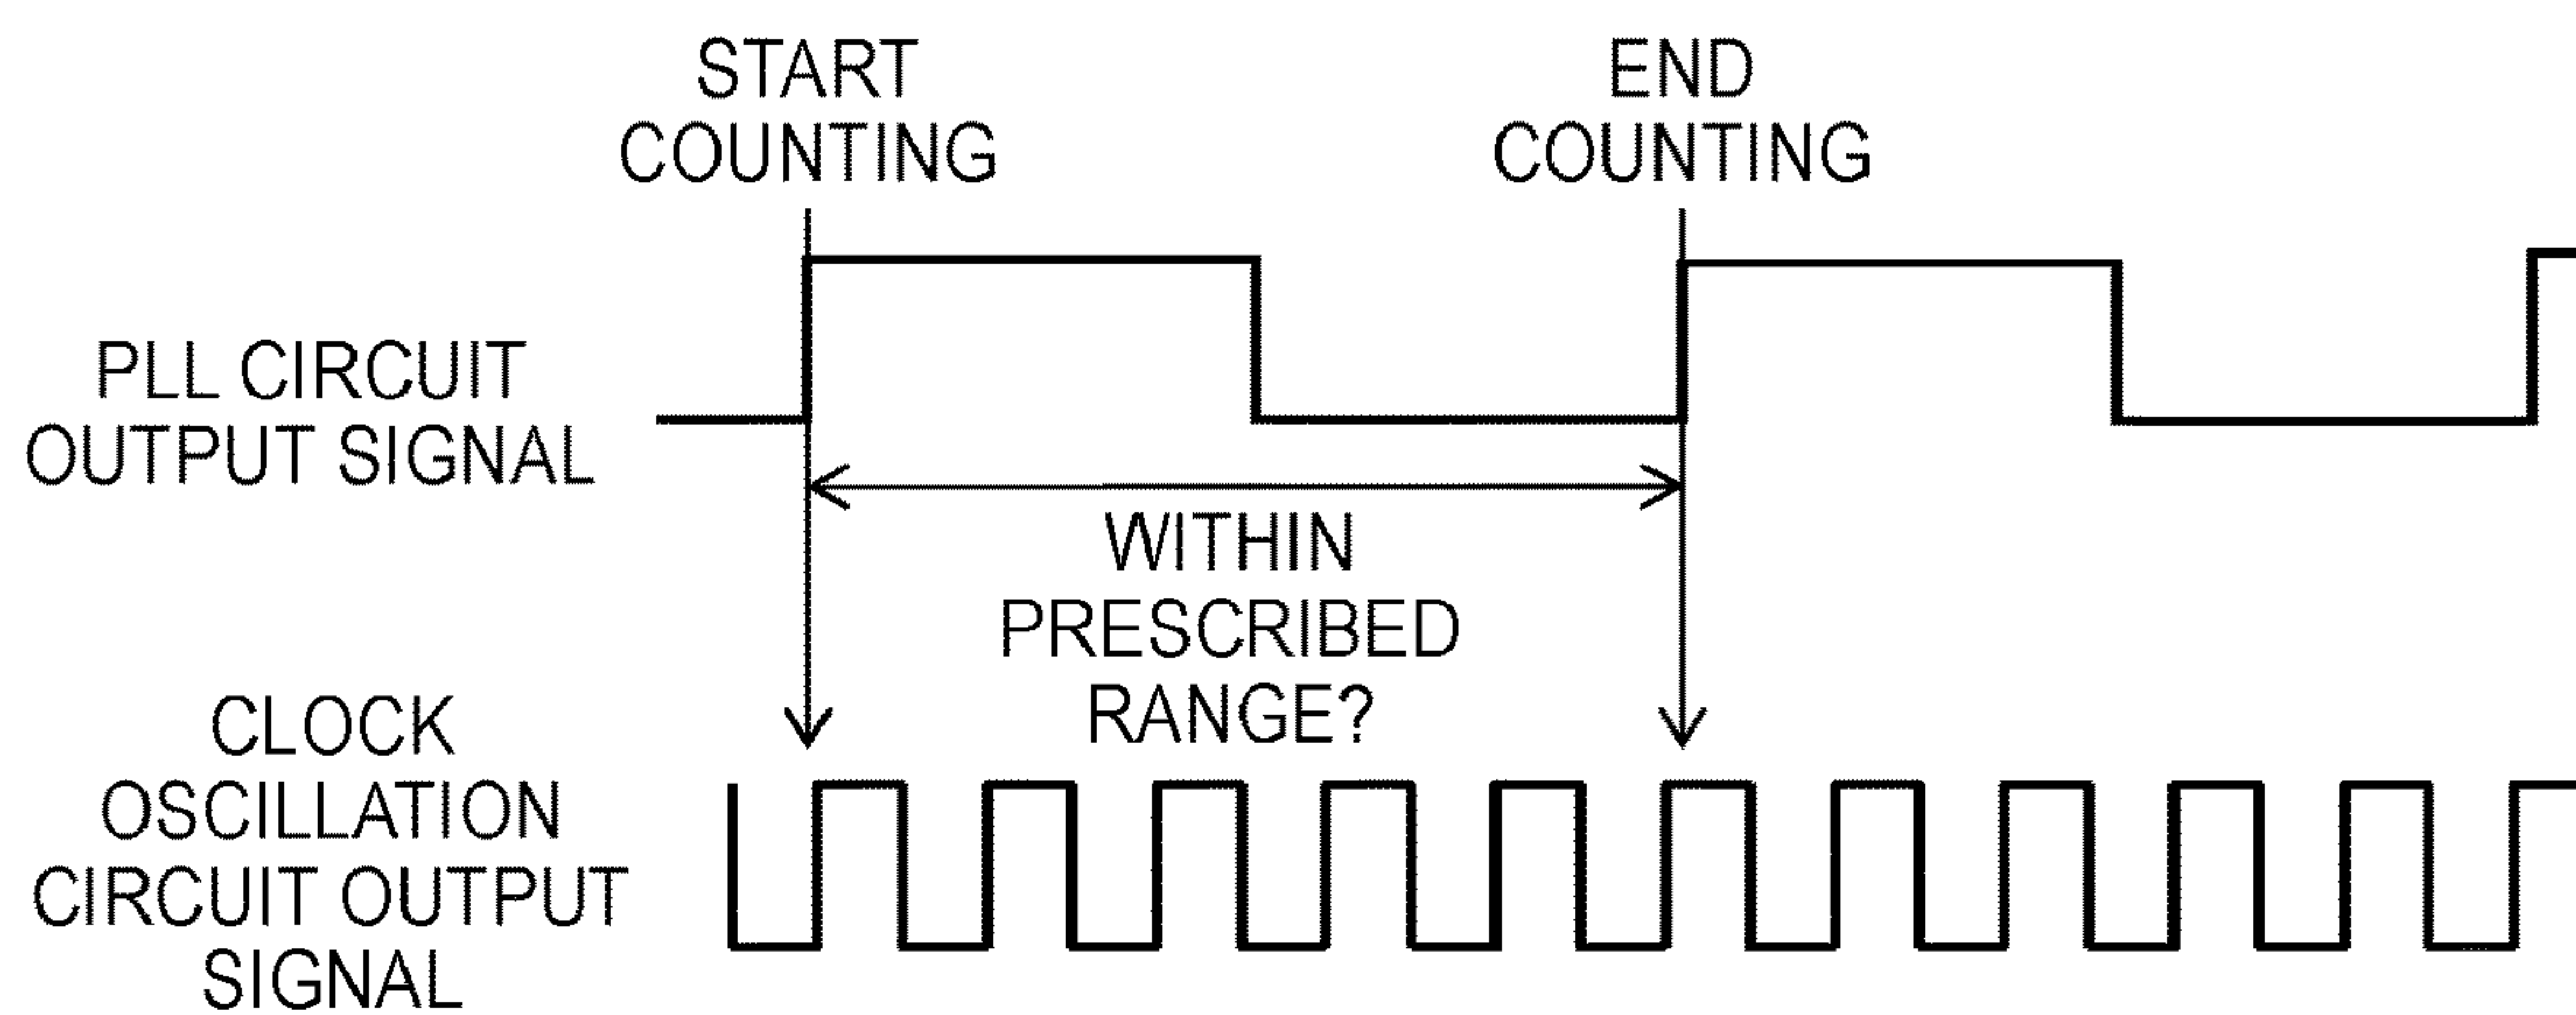 START
COUNTING
END
COUNTING
PLL CIRCUIT
OUTPUT SIGNAL
WITHIN
PRESCRIBED
RANGE?
CLOCK
OSCILLATION
CIRCUIT OUTPUT
SIGNAL